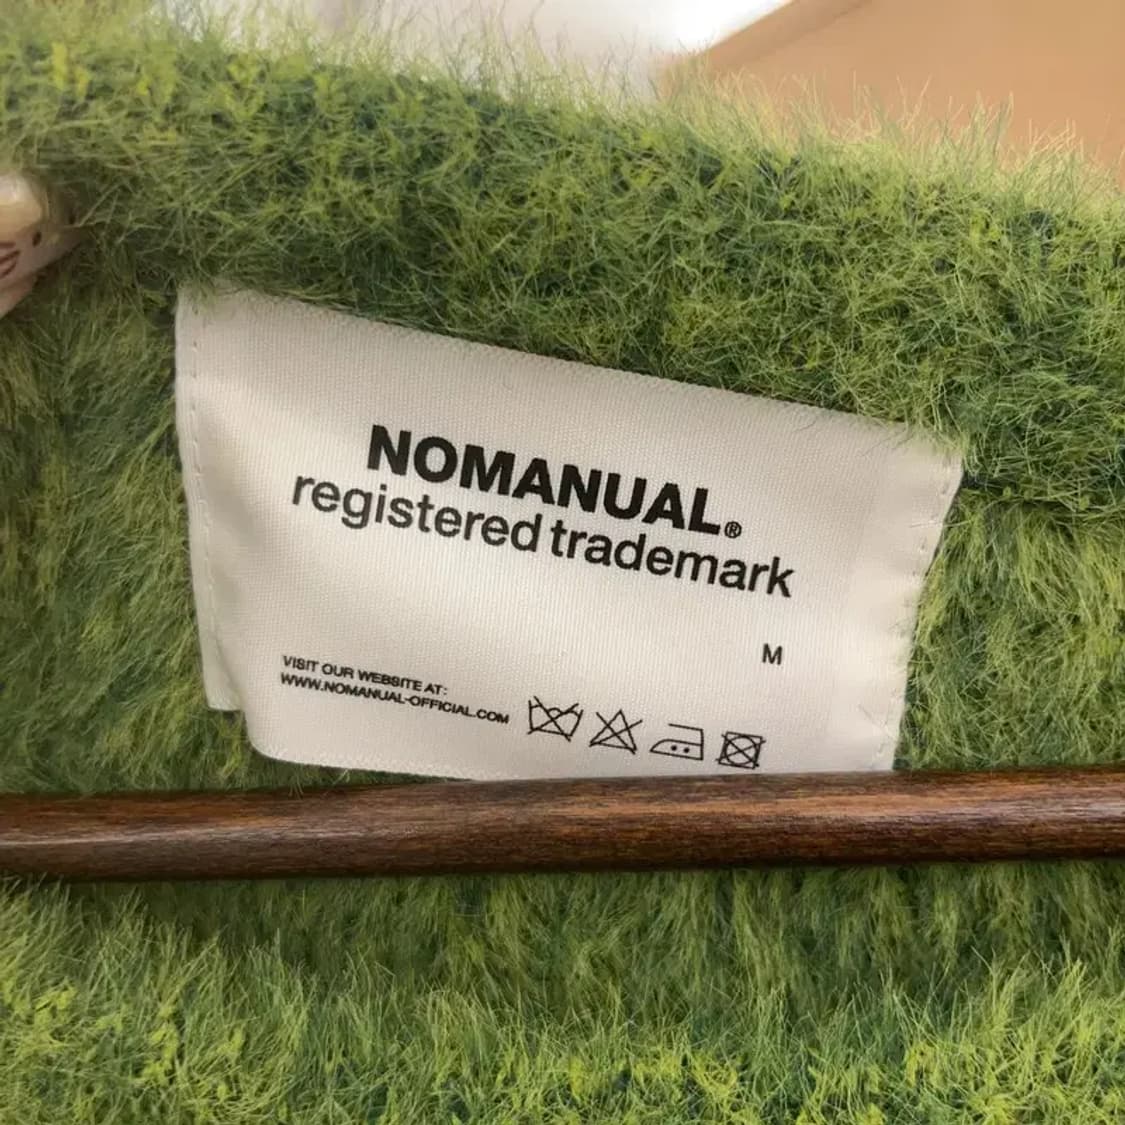 NOMANUAL®
registered trademark
M
VISIT OUR WEBSITE AT:
WWW.NOMANUAL-OFFICIAL.COM